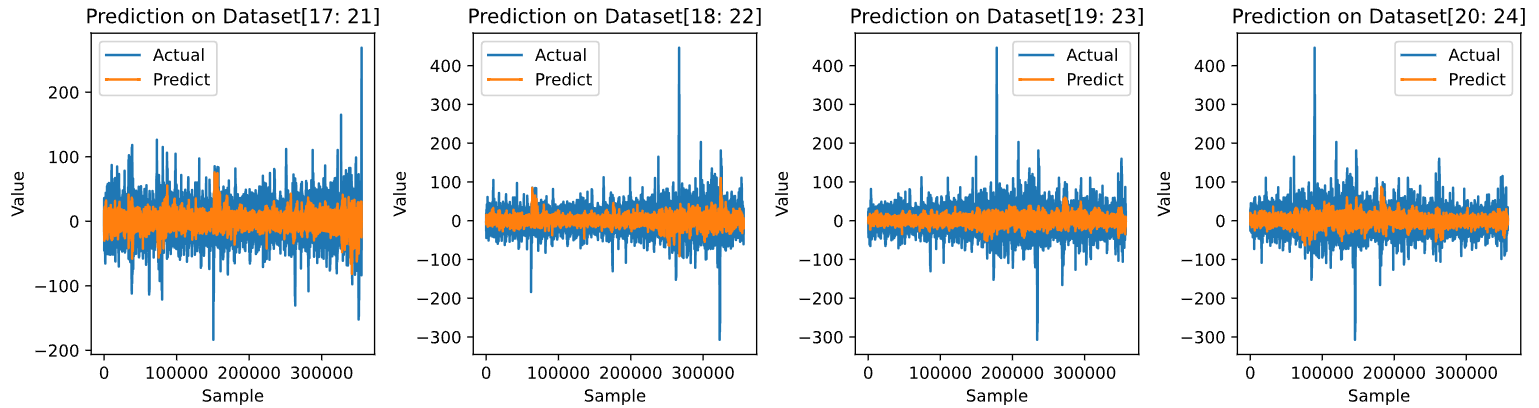 Prediction on Dataset[17: 21]
Actual
Predict
200
100
0
−100
−200
Value
0 100000 200000 300000
Sample
Prediction on Dataset[18: 22]
Actual
Predict
400
300
200
100
0
−100
−200
−300
Value
0 100000 200000 300000
Sample
Prediction on Dataset[19: 23]
Actual
Predict
400
300
200
100
0
−100
−200
−300
Value
0 100000 200000 300000
Sample
Prediction on Dataset[20: 24]
Actual
Predict
400
300
200
100
0
−100
−200
−300
Value
0 100000 200000 300000
Sample